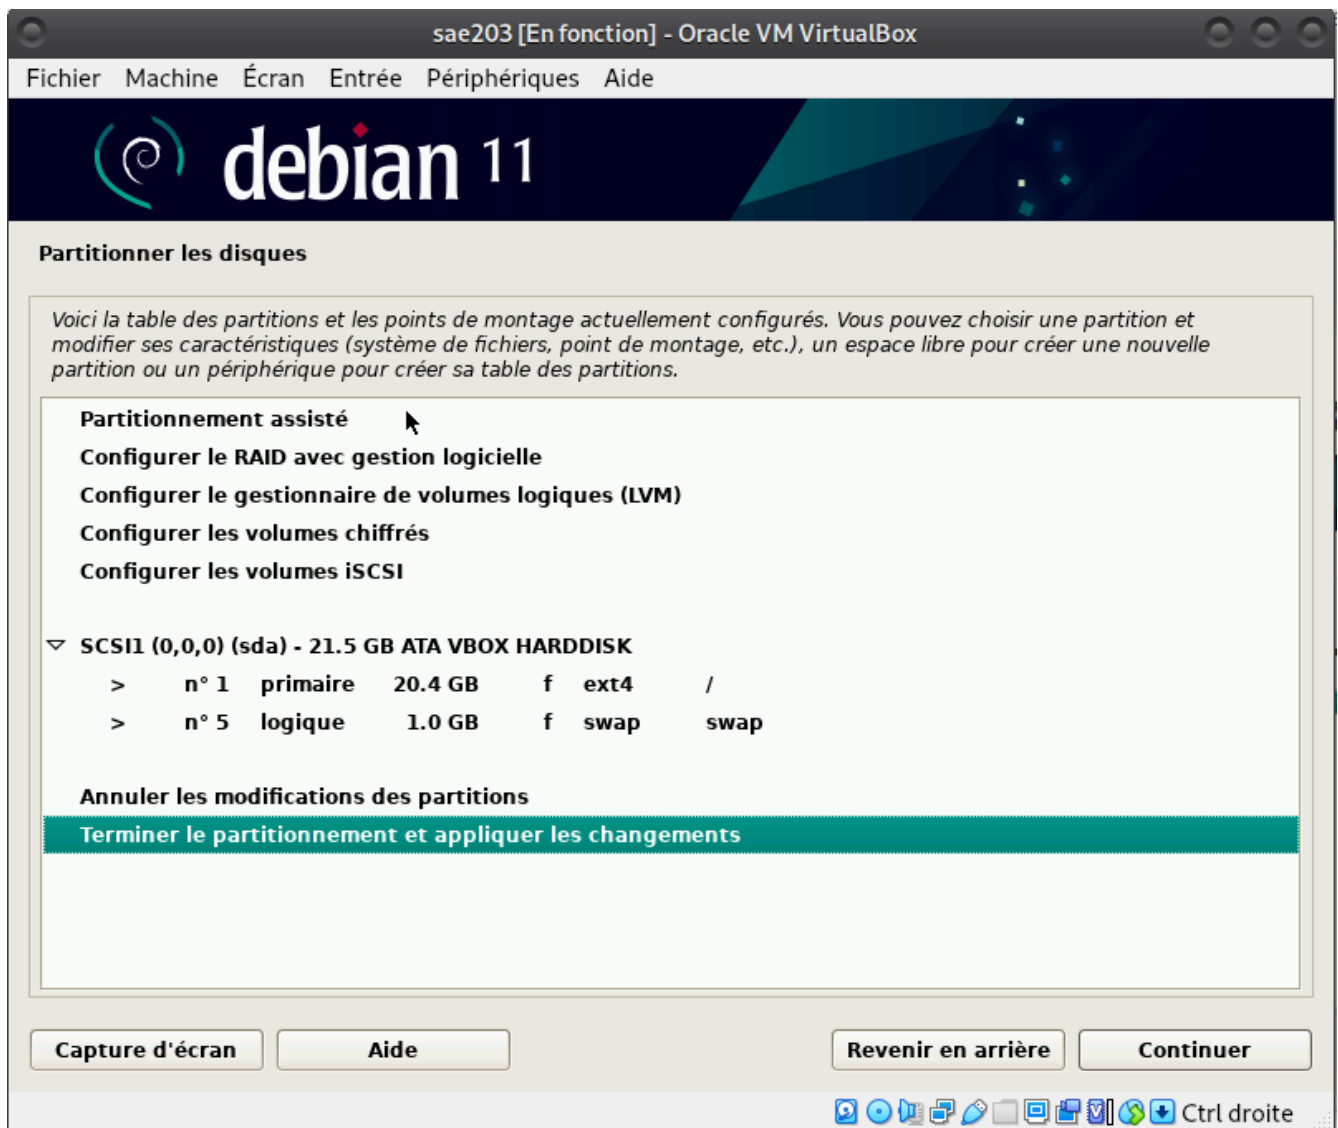 sae203 [En fonction] - Oracle VM VirtualBox
Fichier Machine Écran Entrée Périphériques Aide
debian 11
Partitionner les disques
Voici la table des partitions et les points de montage actuellement configurés. Vous pouvez choisir une partition et
modifier ses caractéristiques (système de fichiers, point de montage, etc.), un espace libre pour créer une nouvelle
partition ou un périphérique pour créer sa table des partitions.
Partitionnement assisté
Configurer le RAID avec gestion logicielle
Configurer le gestionnaire de volumes logiques (LVM)
Configurer les volumes chiffrés
Configurer les volumes iSCSI
SCSI1 (0,0,0) (sda) - 21.5 GB ATA VBOX HARDDISK
> n° 1 primaire 20.4 GB f ext4 /
> n° 5 logique 1.0 GB f swap swap
Annuler les modifications des partitions
Terminer le partitionnement et appliquer les changements
Capture d'écran Aide Revenir en arrière Continuer
Ctrl droite